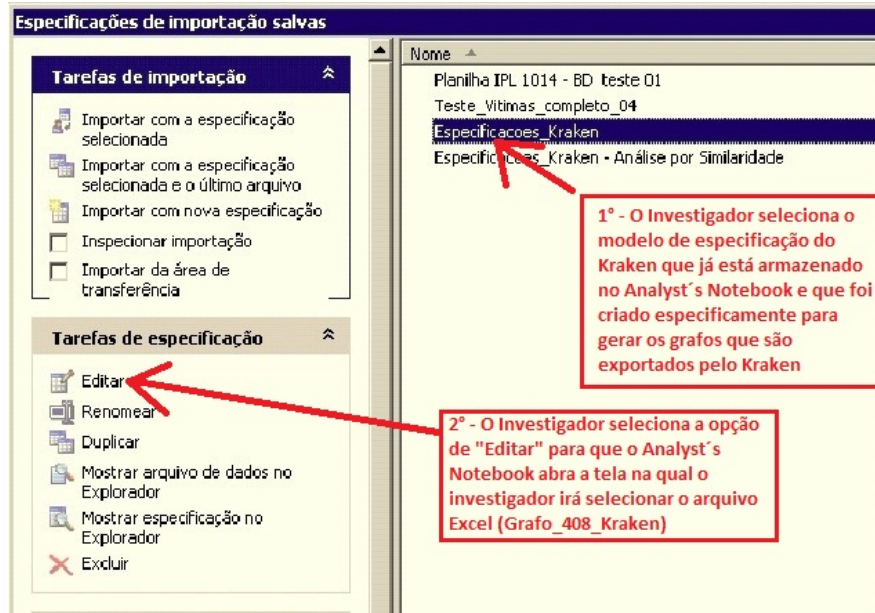 Especificações de importação salvas
Tarefas de importação
Importar com a especificação
selecionada
Importar com a especificação
selecionada e o último arquivo
Importar com nova especificação
Inspecionar importação
Importar da área de
transferência
Tarefas de especificação
Editar
Renomear
Duplicar
Mostrar arquivo de dados no
Explorador
Mostrar especificação no
Explorador
Excluir
Nome
Planilha IPL 1014 - BD teste 01
Teste_Vitimas_completo_04
Especificacoes_Kraken
Especificacoes_Kraken - Análise por Similaridade
1° - O Investigador seleciona o
modelo de especificação do
Kraken que já está armazenado
no Analyst´s Notebook e que foi
criado especificamente para
gerar os grafos que são
exportados pelo Kraken
2° - O Investigador seleciona a opção
de "Editar" para que o Analyst´s
Notebook abra a tela na qual o
investigador irá selecionar o arquivo
Excel (Grafo_408_Kraken)